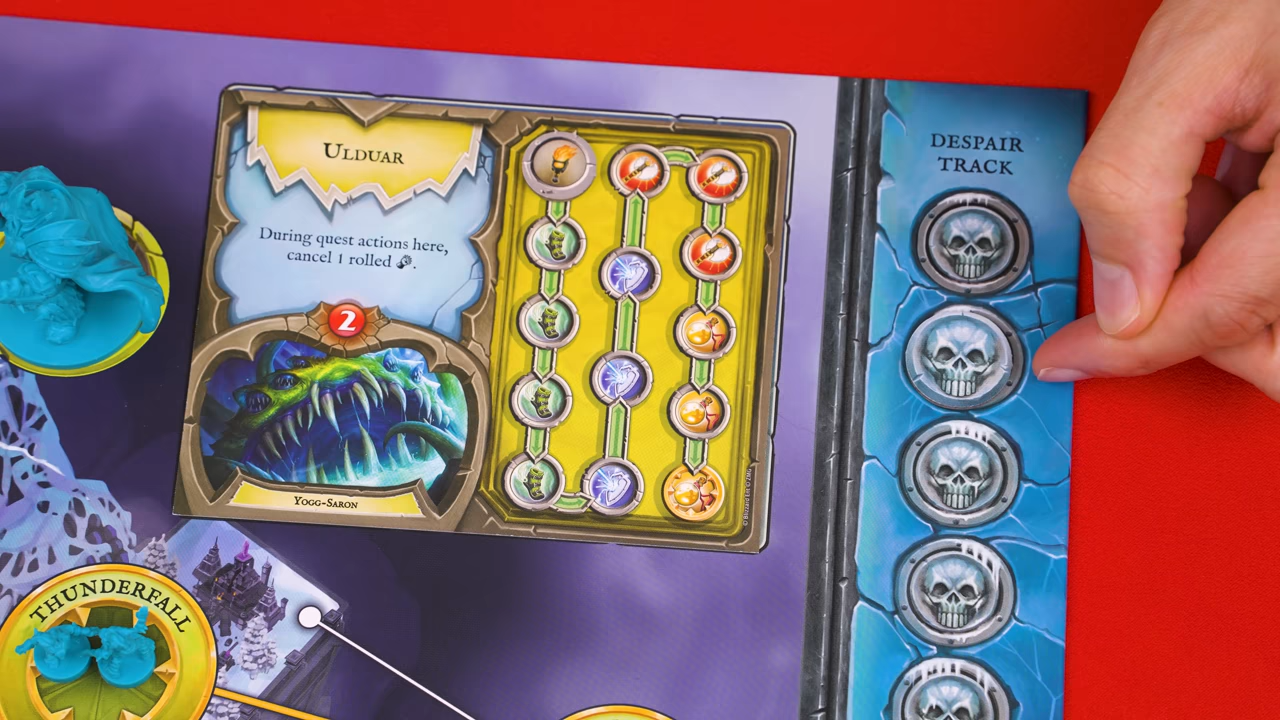 ULDUAR
During quest actions here,
cancel 1 rolled .
2
YOGG-SARON
DESPAIR
TRACK
THUNDERFALL